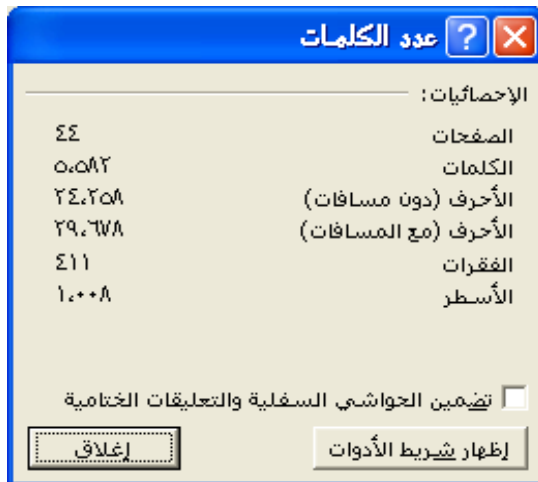 عدد الكلمات
الإحصائيات:
الصفحات ٤٤
الكلمات ٥،٥٨٢
الأحرف (دون مسافات) ٢٤،٢٥٨
الأحرف (مع المسافات) ٢٩،٦٧٨
الفقرات ٤١١
الأسطر ١،٠٠٨
تضمين الحواشي السفلية والتعليقات الختامية
إظهار شريط الأدوات إغلاق